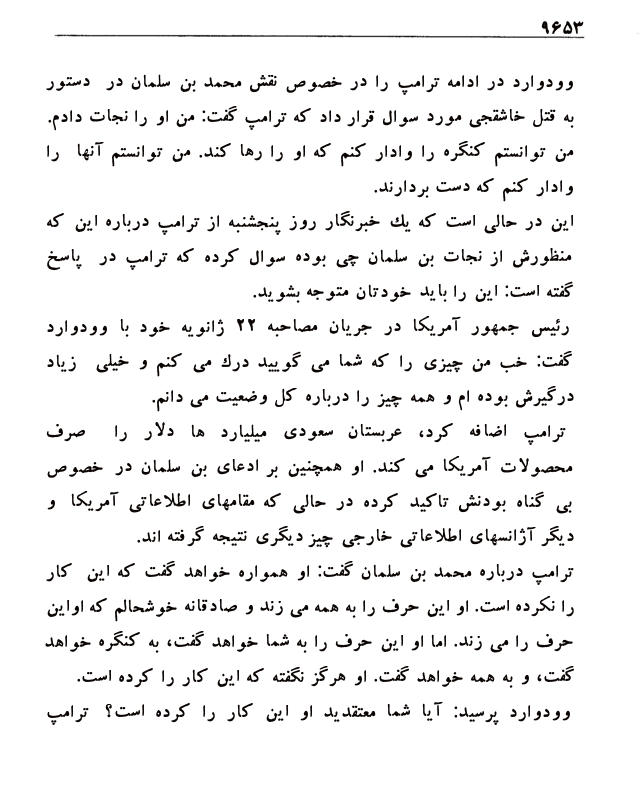 ۹۶۵۳
وودوارد در ادامه ترامپ را در خصوص نقش محمد بن سلمان در دستور
به قتل خاشقجی مورد سوال قرار داد که ترامپ گفت: من او را نجات دادم.
من توانستم کنگره را وادار کنم که او را رها کند. من توانستم آنها را
وادار کنم که دست بردارند.
این در حالی است که یك خبرنگار روز پنجشنبه از ترامپ درباره این که
منظورش از نجات بن سلمان چی بوده سوال کرده که ترامپ در پاسخ
گفته است: این را باید خودتان متوجه بشوید.
رئیس جمهور آمریکا در جریان مصاحبه ۲۲ ژانویه خود با وودوارد
گفت: خب من چیزی را که شما می گویید درك می کنم و خیلی زیاد
درگیرش بوده ام و همه چیز را درباره کل وضعیت می دانم.
ترامپ اضافه کرد، عربستان سعودی میلیارد ها دلار را صرف
محصولات آمریکا می کند. او همچنین بر ادعای بن سلمان در خصوص
بی گناه بودنش تاکید کرده در حالی که مقامهای اطلاعاتی آمریکا و
دیگر آژانسهای اطلاعاتی خارجی چیز دیگری نتیجه گرفته اند.
ترامپ درباره محمد بن سلمان گفت: او همواره خواهد گفت که این کار
را نکرده است. او این حرف را به همه می زند و صادقانه خوشحالم که اواین
حرف را می زند. اما او این حرف را به شما خواهد گفت، به کنگره خواهد
گفت، و به همه خواهد گفت. او هرگز نگفته که این کار را کرده است.
وودوارد پرسید: آیا شما معتقدید او این کار را کرده است؟ ترامپ